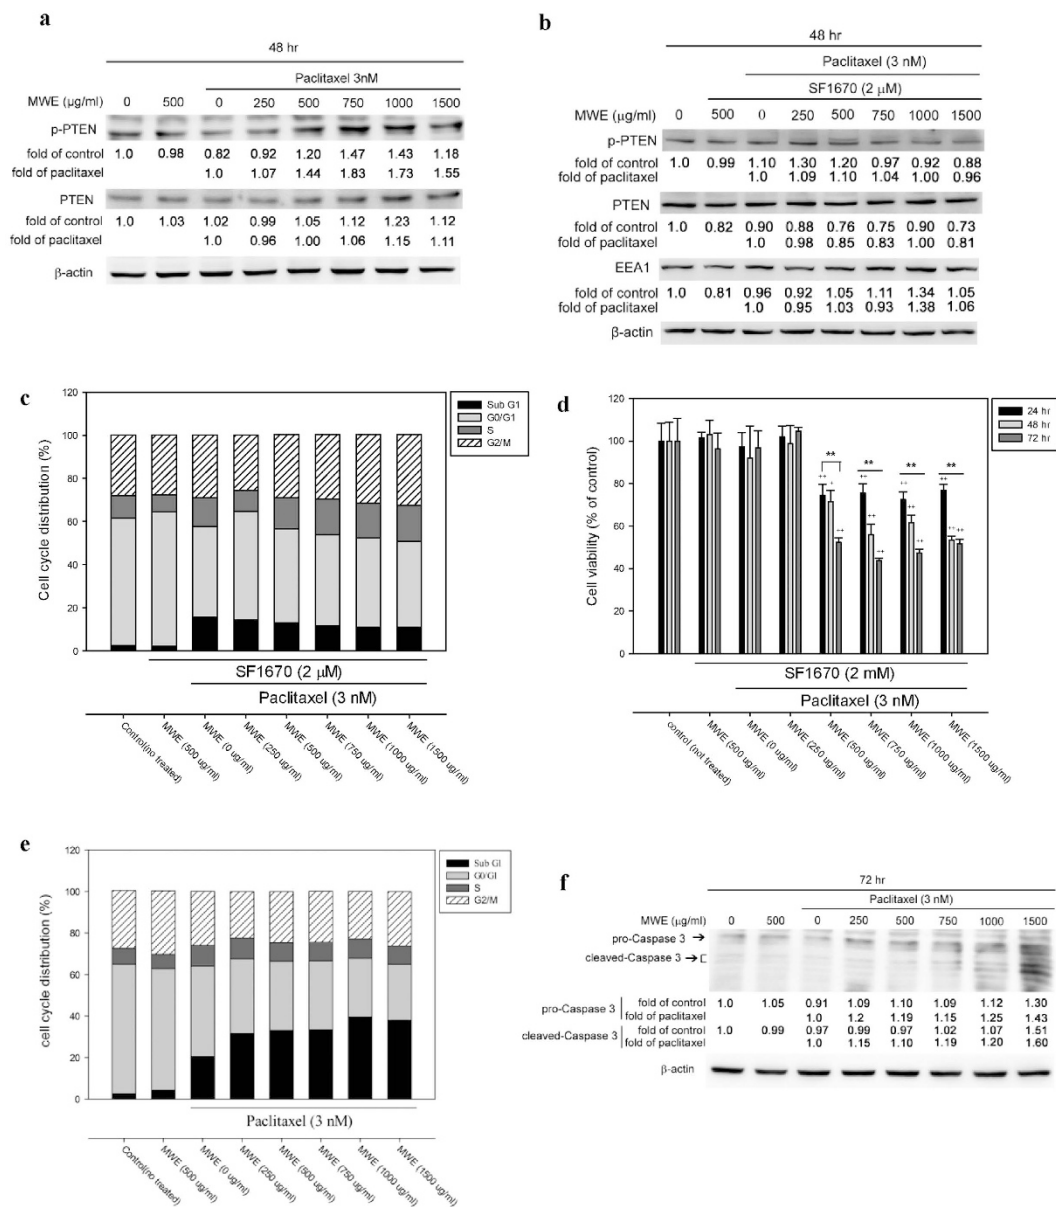 a
48 hr
Paclitaxel 3nM
MWE (μg/ml) 0 500 0 250 500 750 1000 1500
p-PTEN
fold of control 1.0 0.98 0.82 0.92 1.20 1.47 1.43 1.18
fold of paclitaxel 1.0 1.07 1.44 1.83 1.73 1.55
PTEN
fold of control 1.0 1.03 1.02 0.99 1.05 1.12 1.23 1.12
fold of paclitaxel 1.0 0.96 1.00 1.06 1.15 1.11
β-actin
b
48 hr
Paclitaxel (3 nM)
SF1670 (2 μM)
MWE (μg/ml) 0 500 0 250 500 750 1000 1500
p-PTEN
fold of control 1.0 0.99 1.10 1.30 1.20 0.97 0.92 0.88
fold of paclitaxel 1.0 1.09 1.10 1.04 1.00 0.96
PTEN
fold of control 1.0 0.82 0.90 0.88 0.76 0.75 0.90 0.73
fold of paclitaxel 1.0 0.98 0.85 0.83 1.00 0.81
EEA1
fold of control 1.0 0.81 0.96 0.92 1.05 1.11 1.34 1.05
fold of paclitaxel 1.0 0.95 1.03 0.93 1.38 1.06
β-actin
c
Cell cycle distribution (%)
120
100
80
60
40
20
0
Sub G1
G0/G1
S
G2/M
SF1670 (2 μM)
Paclitaxel (3 nM)
Control(no treated)
MWE (500 ug/ml)
MWE (0 ug/ml)
MWE (250 ug/ml)
MWE (500 ug/ml)
MWE (750 ug/ml)
MWE (1000 ug/ml)
MWE (1500 ug/ml)
d
Cell viability (% of control)
120
100
80
60
40
20
0
24 hr
48 hr
72 hr
** ** ** **
++ + ++
++ ++ ++
++ ++ ++
++ ++ ++
SF1670 (2 mM)
Paclitaxel (3 nM)
control (not treated)
MWE (500 ug/ml)
MWE (0 ug/ml)
MWE (250 ug/ml)
MWE (500 ug/ml)
MWE (750 ug/ml)
MWE (1000 ug/ml)
MWE (1500 ug/ml)
e
cell cycle distribution (%)
120
100
80
60
40
20
0
Sub GI
G0/GI
S
G2/M
Paclitaxel (3 nM)
Control(no treated)
MWE (500 ug/ml)
MWE (0 ug/ml)
MWE (250 ug/ml)
MWE (500 ug/ml)
MWE (750 ug/ml)
MWE (1000 ug/ml)
MWE (1500 ug/ml)
f
72 hr
Paclitaxel (3 nM)
MWE (μg/ml) 0 500 0 250 500 750 1000 1500
pro-Caspase 3
cleaved-Caspase 3
pro-Caspase 3 fold of control 1.0 1.05 0.91 1.09 1.10 1.09 1.12 1.30
fold of paclitaxel 1.0 1.2 1.19 1.15 1.25 1.43
cleaved-Caspase 3 fold of control 1.0 0.99 0.97 0.99 0.97 1.02 1.07 1.51
fold of paclitaxel 1.0 1.15 1.10 1.19 1.20 1.60
β-actin